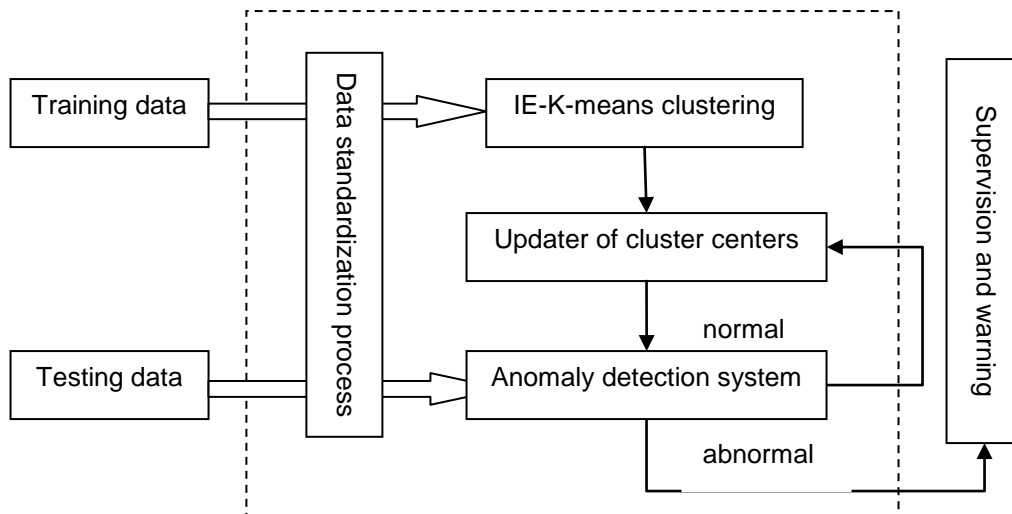 Training data
Data standardization process
IE-K-means clustering
Supervision and warning
Updater of cluster centers
normal
Testing data
Anomaly detection system
abnormal